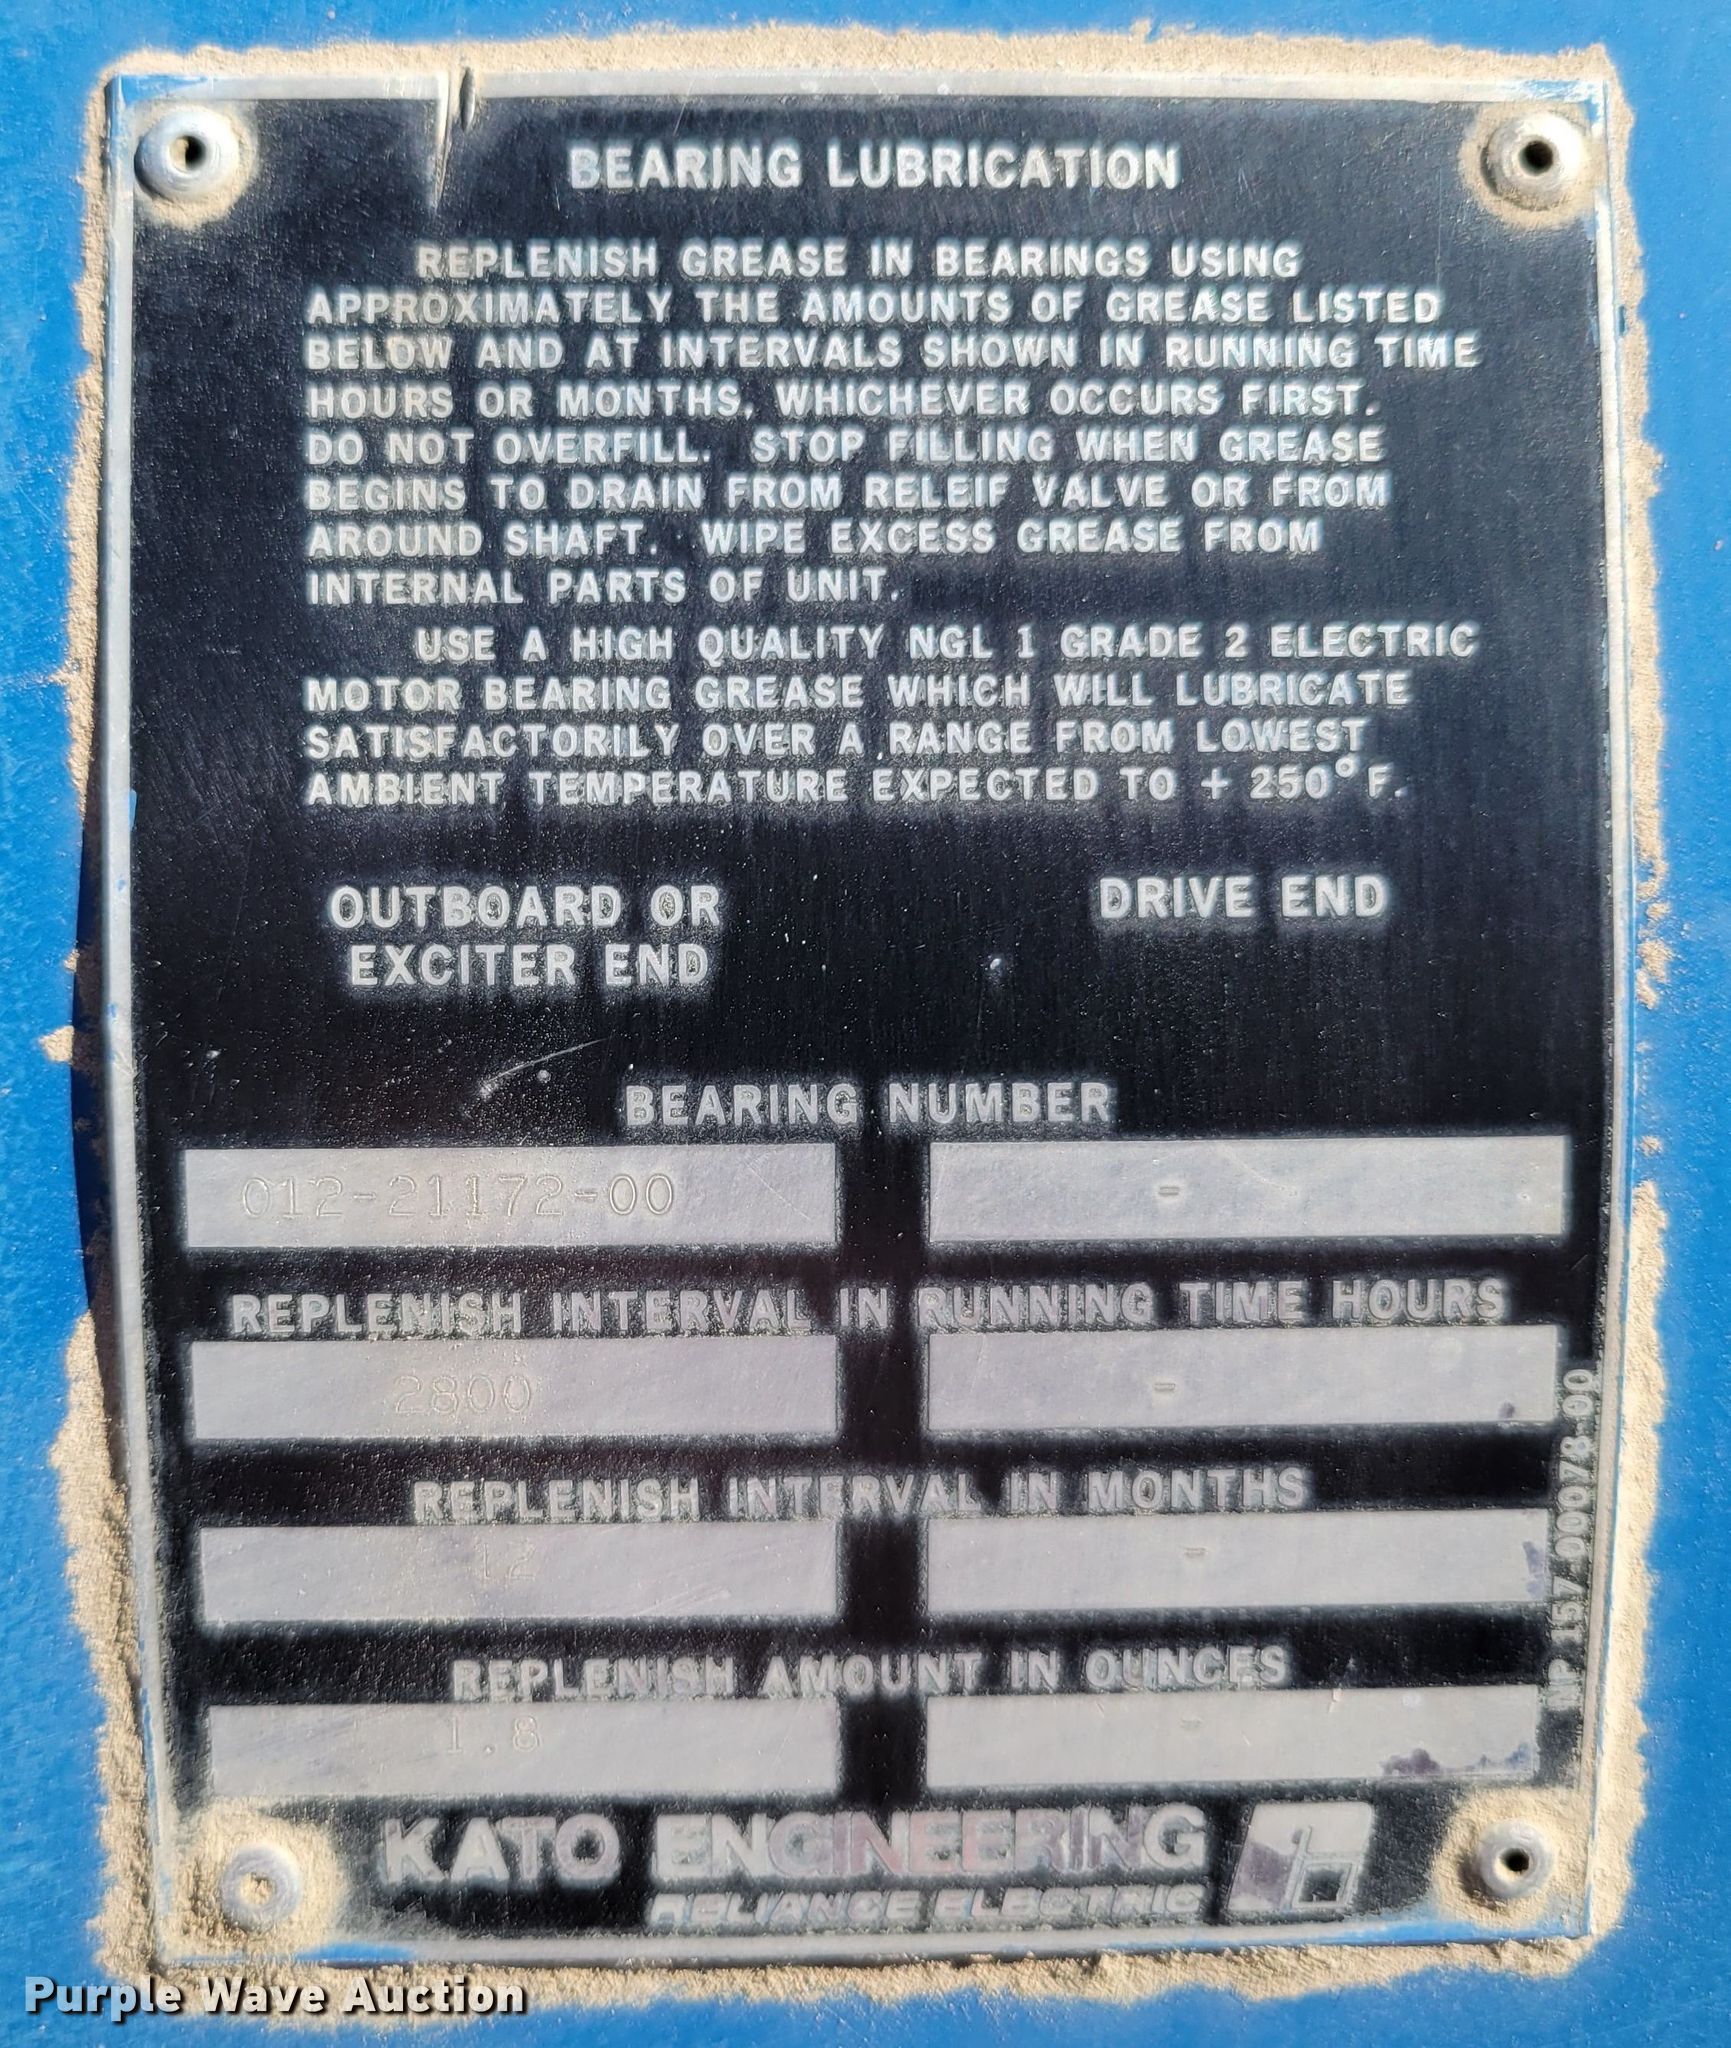 BEARING LUBRICATION
REPLENISH GREASE IN BEARINGS USING
APPROXIMATELY THE AMOUNTS OF GREASE LISTED
BELOW AND AT INTERVALS SHOWN IN RUNNING TIME
HOURS OR MONTHS, WHICHEVER OCCURS FIRST.
DO NOT OVERFILL. STOP FILLING WHEN GREASE
BEGINS TO DRAIN FROM RELEIF VALVE OR FROM
AROUND SHAFT. WIPE EXCESS GREASE FROM
INTERNAL PARTS OF UNIT.
USE A HIGH QUALITY NGL 1 GRADE 2 ELECTRIC
MOTOR BEARING GREASE WHICH WILL LUBRICATE
SATISFACTORILY OVER A RANGE FROM LOWEST
AMBIENT TEMPERATURE EXPECTED TO + 250° F.
OUTBOARD OR
EXCITER END
DRIVE END
BEARING NUMBER
012-21172-00 -
REPLENISH INTERVAL IN RUNNING TIME HOURS
2800 -
REPLENISH INTERVAL IN MONTHS
12 -
REPLENISH AMOUNT IN OUNCES
1.8 -
NP 157-00078-00
KATO ENGINEERING
RELIANCE ELECTRIC
Purple Wave Auction